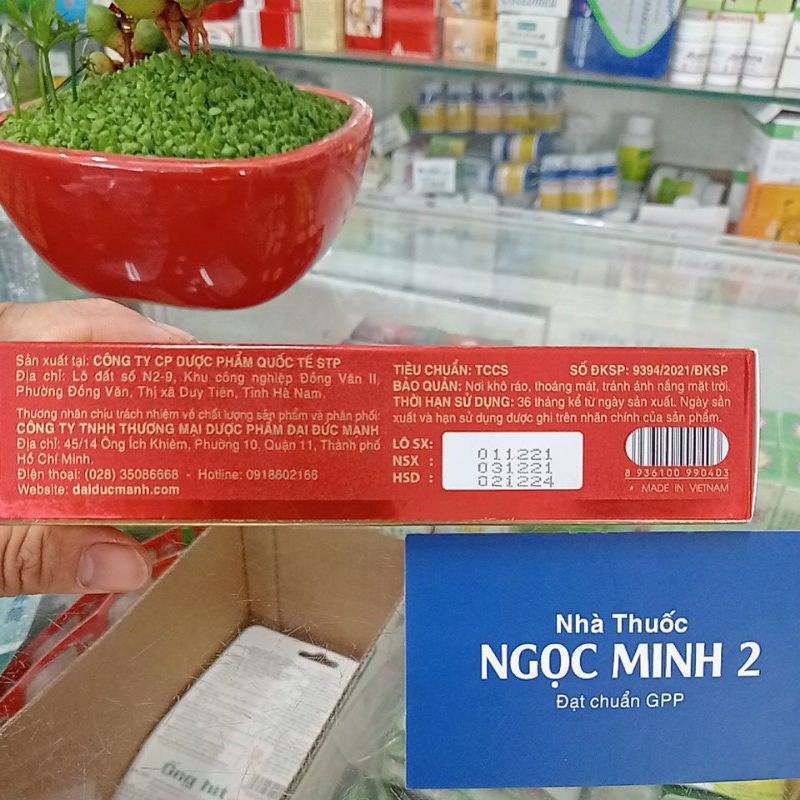 Sản xuất tại: CÔNG TY CP DƯỢC PHẨM QUỐC TẾ STP
Địa chỉ: Lô đất số N2-9, Khu công nghiệp Đồng Văn II,
Phường Đồng Văn, Thị xã Duy Tiên, Tỉnh Hà Nam.
Thương nhân chịu trách nhiệm về chất lượng sản phẩm và phân phối:
CÔNG TY TNHH THƯƠNG MẠI DƯỢC PHẨM ĐẠI ĐỨC MẠNH
Địa chỉ: 45/14 Ông Ích Khiêm, Phường 10, Quận 11, Thành phố
Hồ Chí Minh.
Điện thoại: (028) 35086668 - Hotline: 0918602166
Website: daiducmanh.com
TIÊU CHUẨN: TCCS SỐ ĐKSP: 9394/2021/ĐKSP
BẢO QUẢN: Nơi khô ráo, thoáng mát, tránh ánh nắng mặt trời.
THỜI HẠN SỬ DỤNG: 36 tháng kể từ ngày sản xuất. Ngày sản
xuất và hạn sử dụng được ghi trên nhãn chính của sản phẩm.
LÔ SX: 011221
NSX : 031221
HSD : 021224
8 936100 990403
* MADE IN VIETNAM
Ống hít
Nhà Thuốc
NGỌC MINH 2
Đạt chuẩn GPP